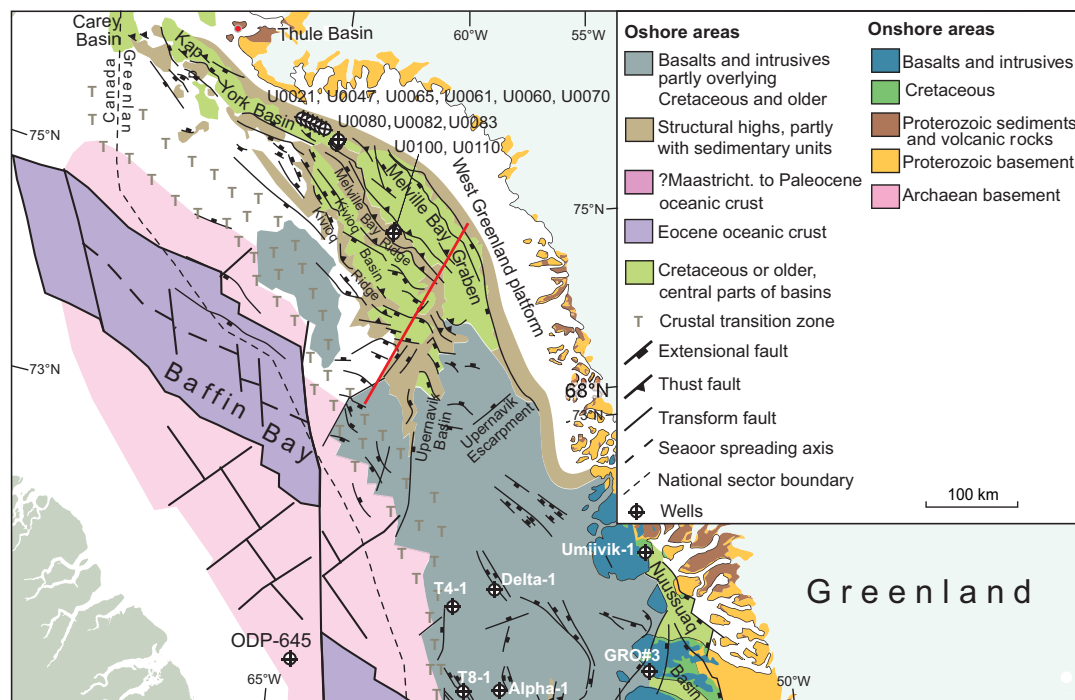 Carey
Basin
Thule Basin
60°W
55°W
Canada
Greenlan
Kap
York Basin
U0021, U0047, U0065, U0061, U0060, U0070
U0080, U0082, U0083
U0100, U0110
75°N
75°N
Melville Bay Graben
Melville Bay Ridge
Kivioq
Basin
Kivioq
Ridge
West Greenland platform
73°N
68°N
73°N
Baffin Bay
Upernavik
Basin
Upernavik
Escarpment
Umiivik-1
Delta-1
T4-1
Nuussuaq
Basin
Greenland
ODP-645
GRO#3
T8-1
Alpha-1
65°W
50°W
Oshore areas
Basalts and intrusives
partly overlying
Cretaceous and older
Structural highs, partly
with sedimentary units
?Maastricht. to Paleocene
oceanic crust
Eocene oceanic crust
Cretaceous or older,
central parts of basins
T Crustal transition zone
Extensional fault
Thust fault
Transform fault
Seaoor spreading axis
National sector boundary
Wells
Onshore areas
Basalts and intrusives
Cretaceous
Proterozoic sediments
and volcanic rocks
Proterozoic basement
Archaean basement
100 km